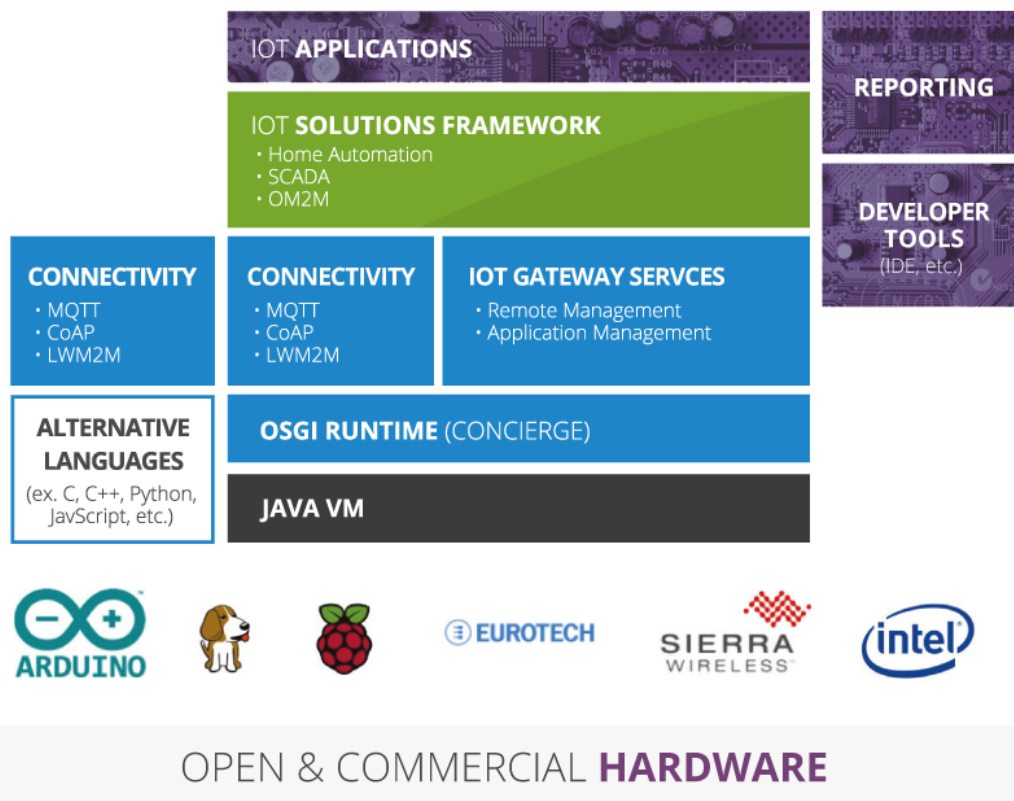 IOT APPLICATIONS
REPORTING
IOT SOLUTIONS FRAMEWORK
· Home Automation
· SCADA
· OM2M
DEVELOPER
TOOLS
(IDE, etc.)
CONNECTIVITY
· MQTT
· CoAP
· LWM2M
CONNECTIVITY
· MQTT
· CoAP
· LWM2M
IOT GATEWAY SERVCES
· Remote Management
· Application Management
ALTERNATIVE
LANGUAGES
(ex. C, C++, Python,
JavScript, etc.)
OSGI RUNTIME (CONCIERGE)
JAVA VM
ARDUINO
EUROTECH
SIERRA
WIRELESS
intel
OPEN & COMMERCIAL HARDWARE